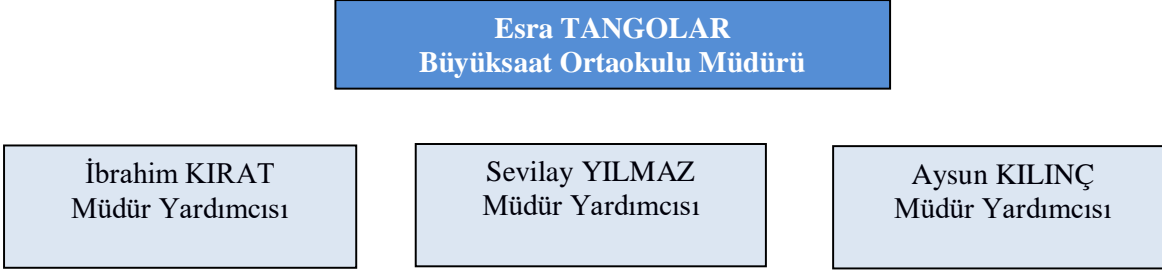 Esra TANGOLAR
Büyüksaat Ortaokulu Müdürü
İbrahim KIRAT
Müdür Yardımcısı
Sevilay YILMAZ
Müdür Yardımcısı
Aysun KILINÇ
Müdür Yardımcısı